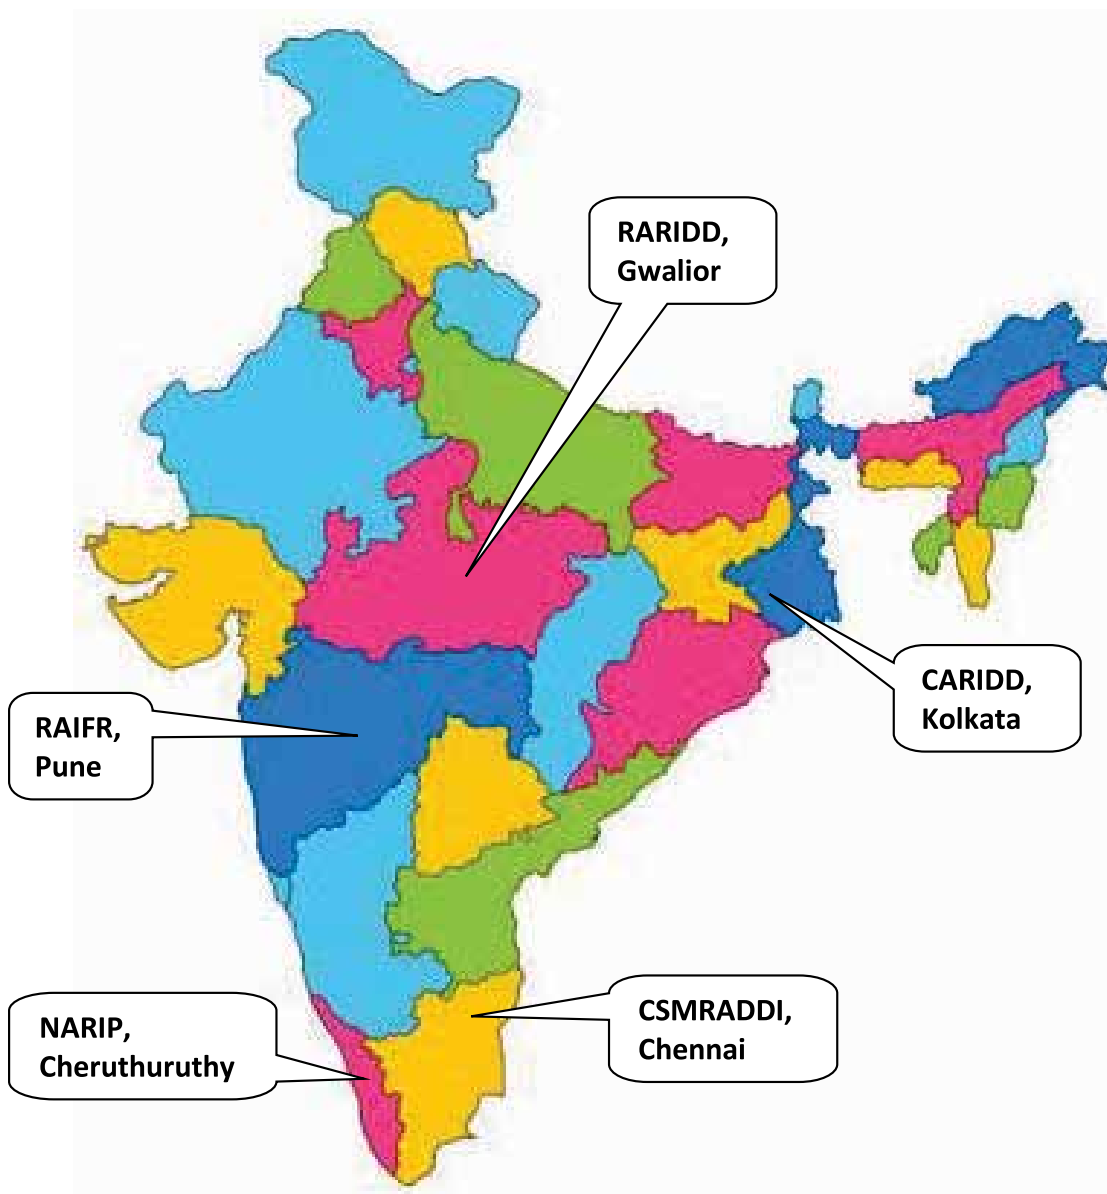 RARIDD,
Gwalior
CARIDD,
Kolkata
RAIFR,
Pune
CSMRADDI,
Chennai
NARIP,
Cheruthuruthy